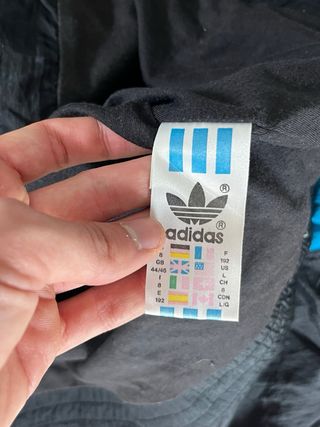 ®
®
adidas
D F
8 192
GB US
44/46 L
I CH
8 8
E CDN
192 L/G